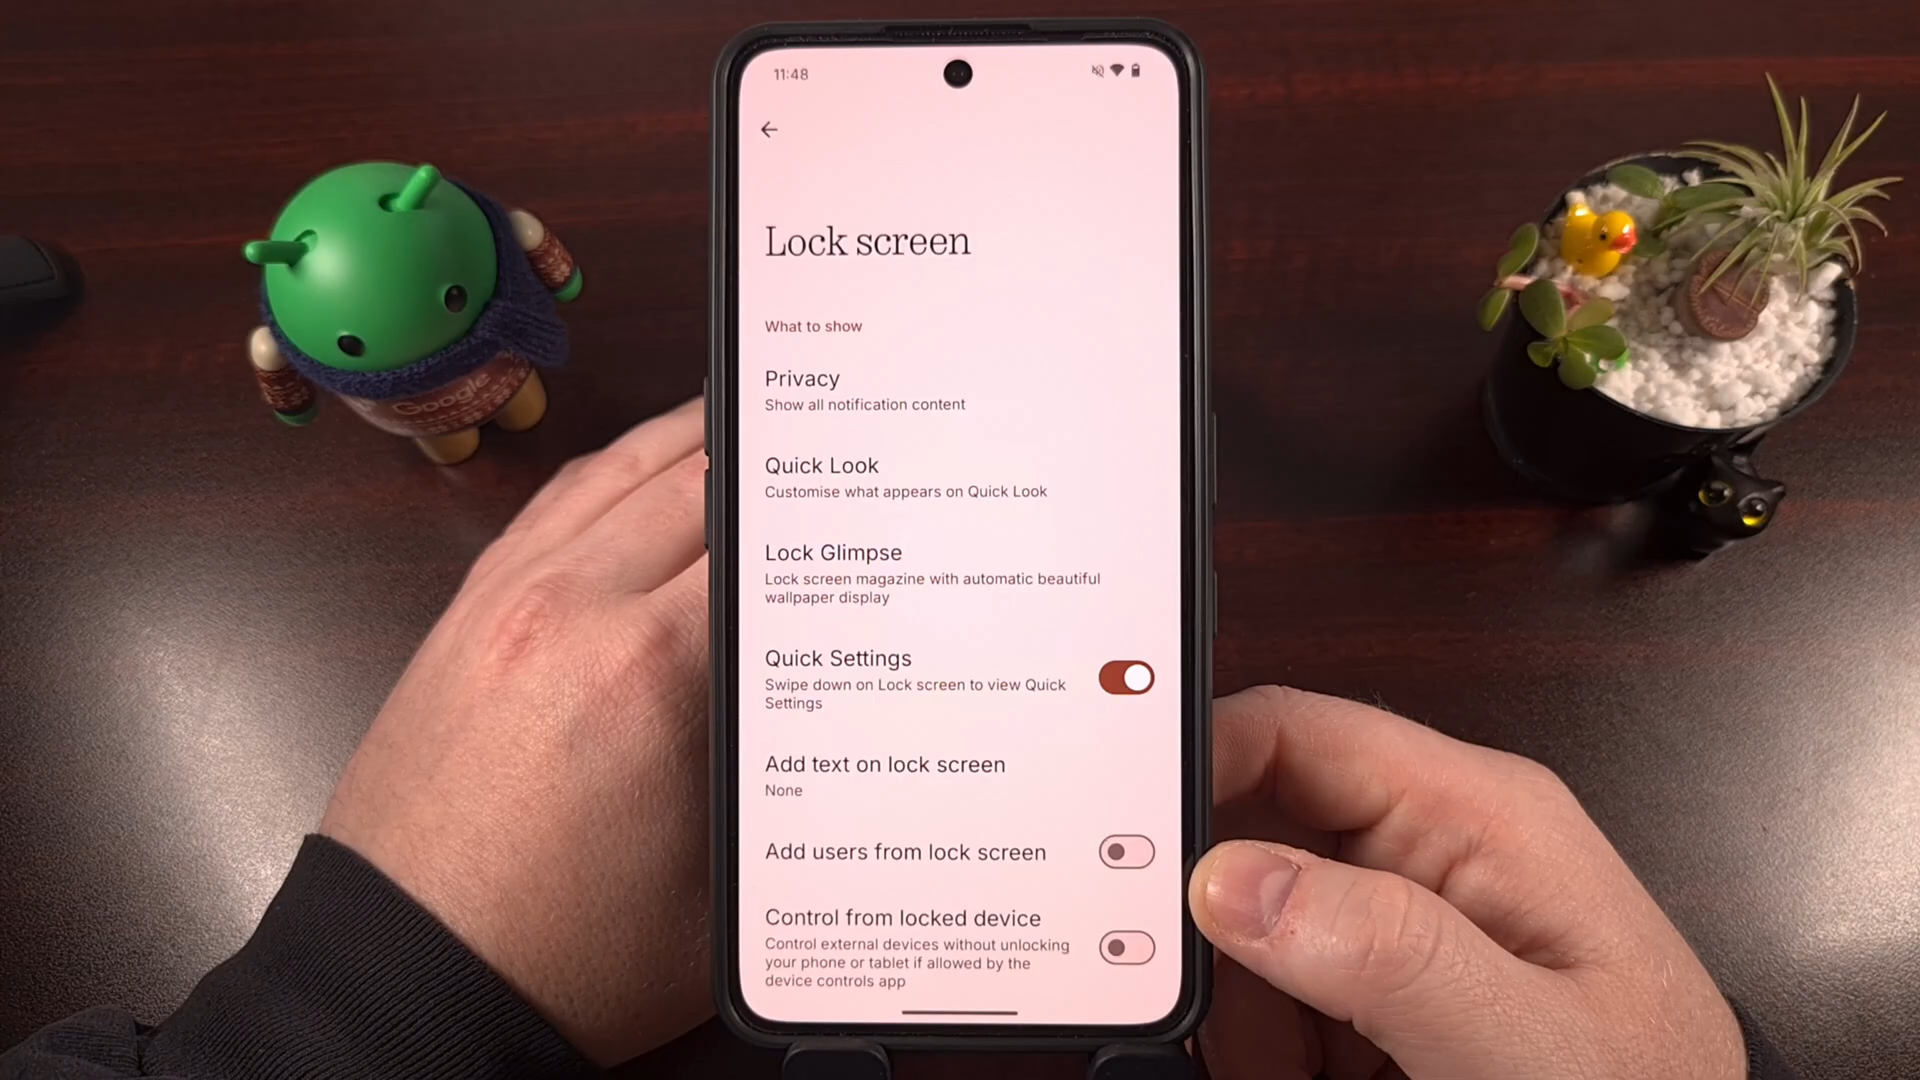 11:48
Lock screen
What to show
Privacy
Show all notification content
Quick Look
Customise what appears on Quick Look
Lock Glimpse
Lock screen magazine with automatic beautiful
wallpaper display
Quick Settings
Swipe down on Lock screen to view Quick
Settings
Add text on lock screen
None
Add users from lock screen
Control from locked device
Control external devices without unlocking
your phone or tablet if allowed by the
device controls app
Google